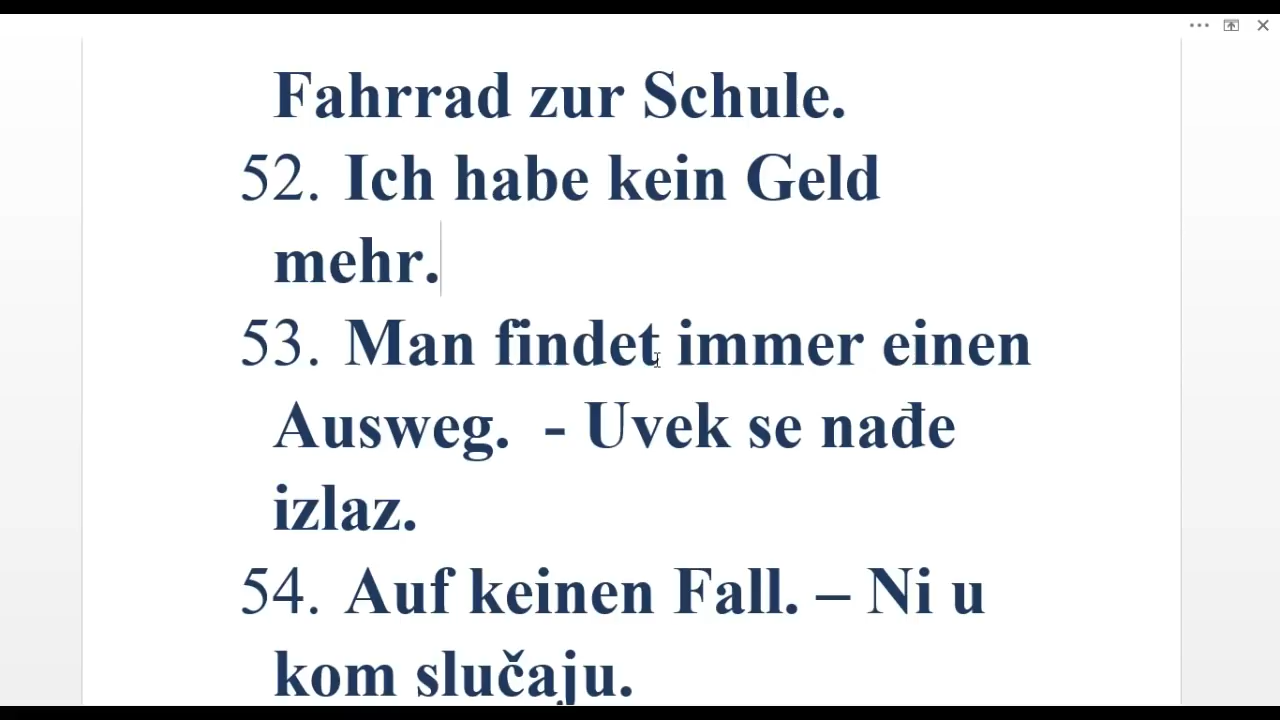 Fahrrad zur Schule.
52. Ich habe kein Geld
mehr.
53. Man findet immer einen
Ausweg.  - Uvek se nađe
izlaz.
54. Auf keinen Fall. – Ni u
kom slučaju.